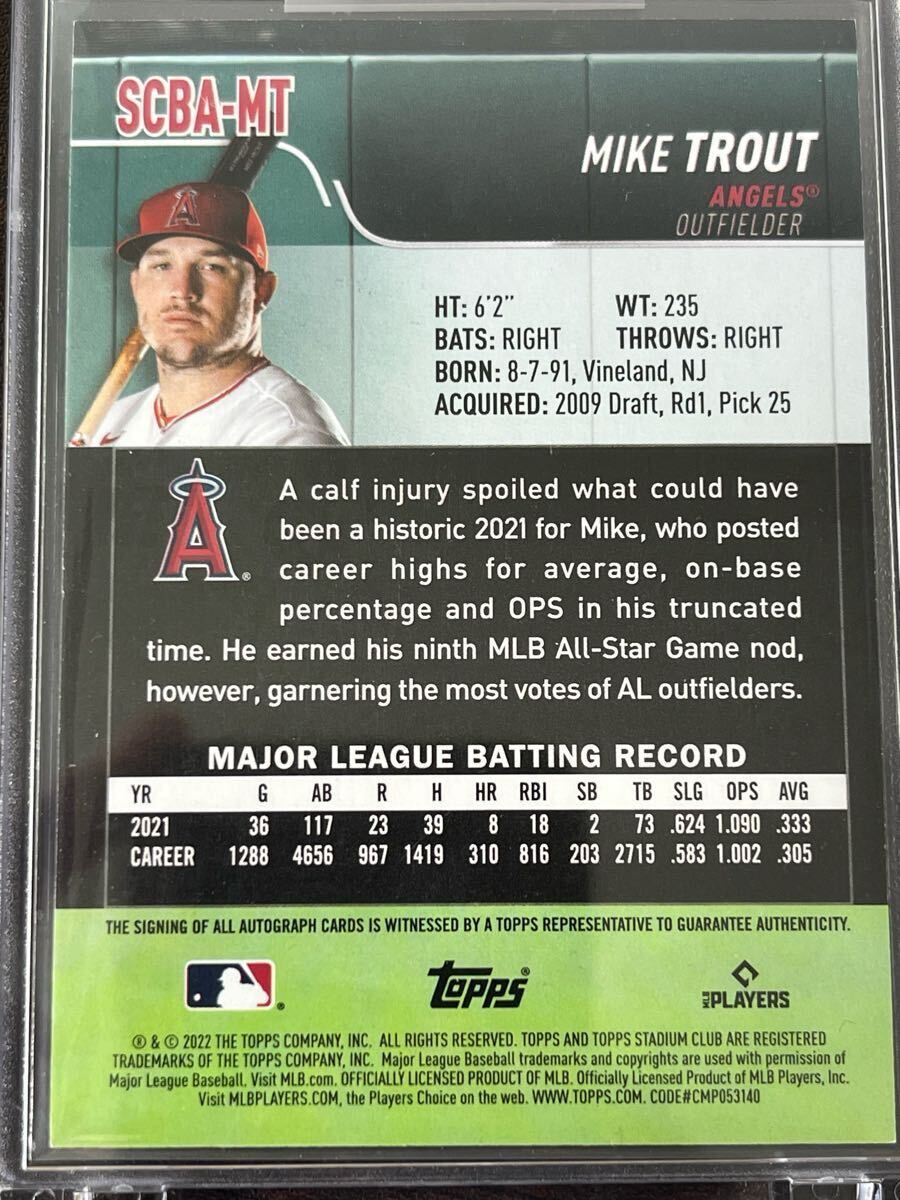 SCBA-MT
MIKE TROUT
ANGELS®
OUTFIELDER
HT: 6'2" WT: 235
BATS: RIGHT THROWS: RIGHT
BORN: 8-7-91, Vineland, NJ
ACQUIRED: 2009 Draft, Rd1, Pick 25
A calf injury spoiled what could have
been a historic 2021 for Mike, who posted
career highs for average, on-base
percentage and OPS in his truncated
time. He earned his ninth MLB All-Star Game nod,
however, garnering the most votes of AL outfielders.
MAJOR LEAGUE BATTING RECORD
YR G AB R H HR RBI SB TB SLG OPS AVG
2021 36 117 23 39 8 18 2 73 .624 1.090 .333
CAREER 1288 4656 967 1419 310 816 203 2715 .583 1.002 .305
THE SIGNING OF ALL AUTOGRAPH CARDS IS WITNESSED BY A TOPPS REPRESENTATIVE TO GUARANTEE AUTHENTICITY.
Topps® MLB PLAYERS
® & © 2022 THE TOPPS COMPANY, INC. ALL RIGHTS RESERVED. TOPPS AND TOPPS STADIUM CLUB ARE REGISTERED
TRADEMARKS OF THE TOPPS COMPANY, INC. Major League Baseball trademarks and copyrights are used with permission of
Major League Baseball. Visit MLB.com. OFFICIALLY LICENSED PRODUCT OF MLB. Officially Licensed Product of MLB Players, Inc.
Visit MLBPLAYERS.COM, the Players Choice on the web. WWW.TOPPS.COM. CODE#CMP053140